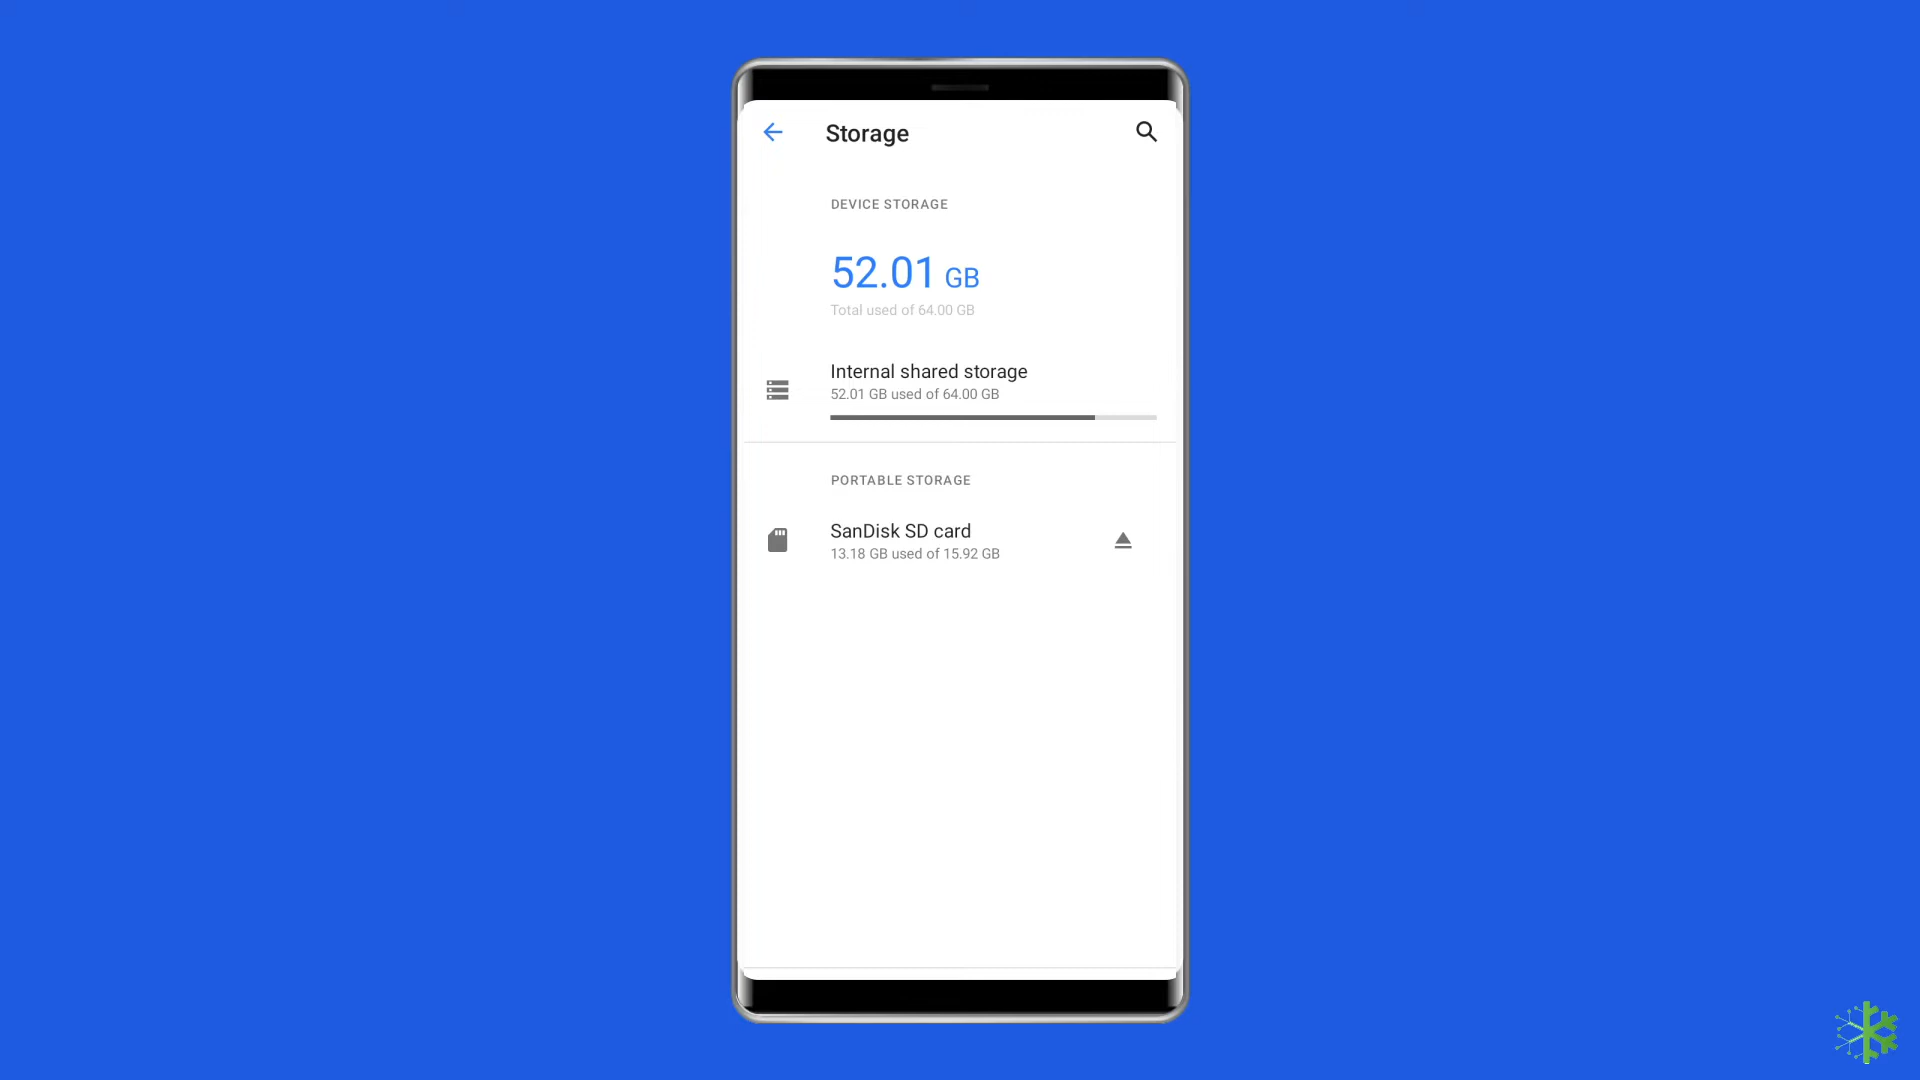 Storage
DEVICE STORAGE
52.01 GB
Total used of 64.00 GB
Internal shared storage
52.01 GB used of 64.00 GB
PORTABLE STORAGE
SanDisk SD card
13.18 GB used of 15.92 GB